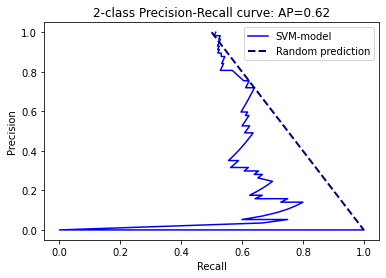 2-class Precision-Recall curve: AP=0.62
SVM-model
Random prediction
Precision
1.0
0.8
0.6
0.4
0.2
0.0
0.0 0.2 0.4 0.6 0.8 1.0
Recall